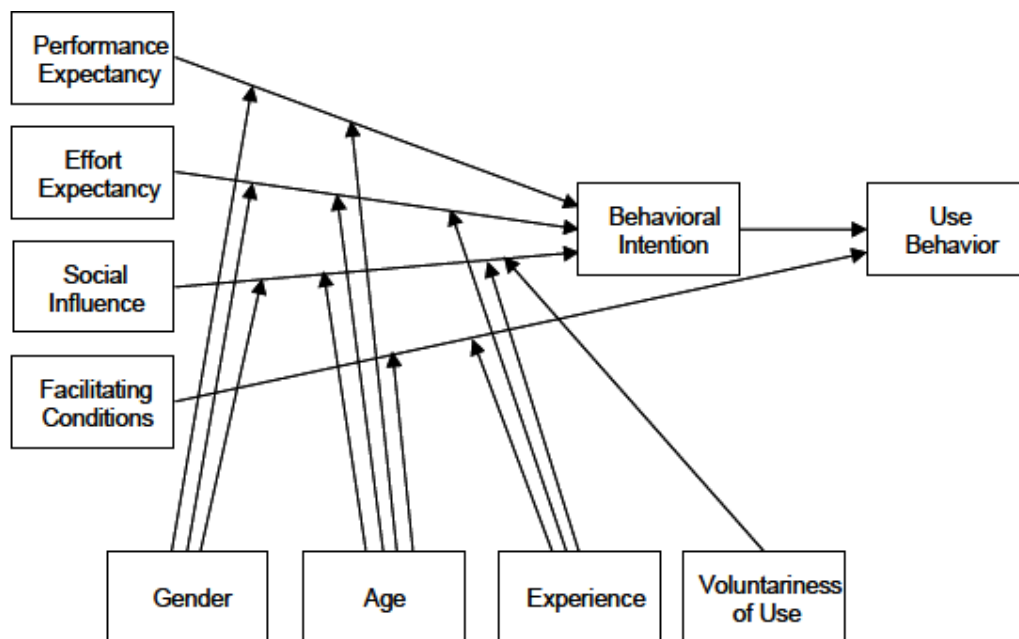 Performance
Expectancy
Effort
Expectancy
Social
Influence
Facilitating
Conditions
Behavioral
Intention
Use
Behavior
Gender
Age
Experience
Voluntariness
of Use